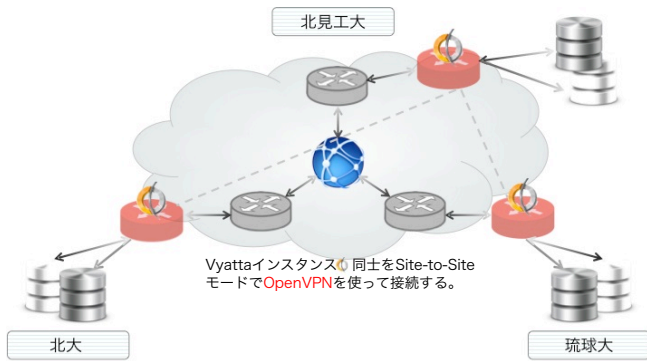 北見工大
Vyattaインスタンス 同士をSite-to-Site
モードでOpenVPNを使って接続する。
北大
琉球大